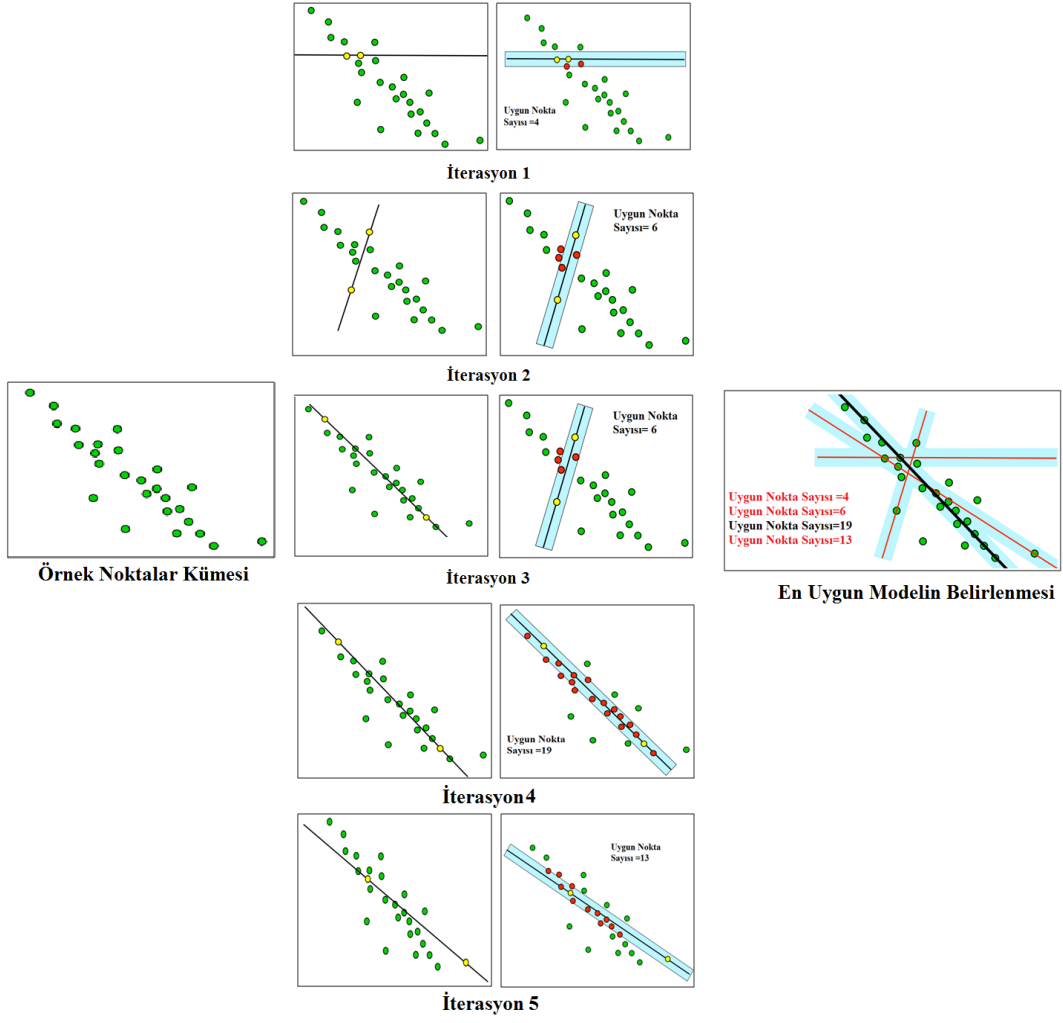 Uygun Nokta
Sayısı =4
İterasyon 1
Uygun Nokta
Sayısı= 6
İterasyon 2
Örnek Noktalar Kümesi
Uygun Nokta
Sayısı= 6
İterasyon 3
Uygun Nokta Sayısı =4
Uygun Nokta Sayısı=6
Uygun Nokta Sayısı=19
Uygun Nokta Sayısı=13
En Uygun Modelin Belirlenmesi
Uygun Nokta
Sayısı =19
İterasyon 4
Uygun Nokta
Sayısı =13
İterasyon 5